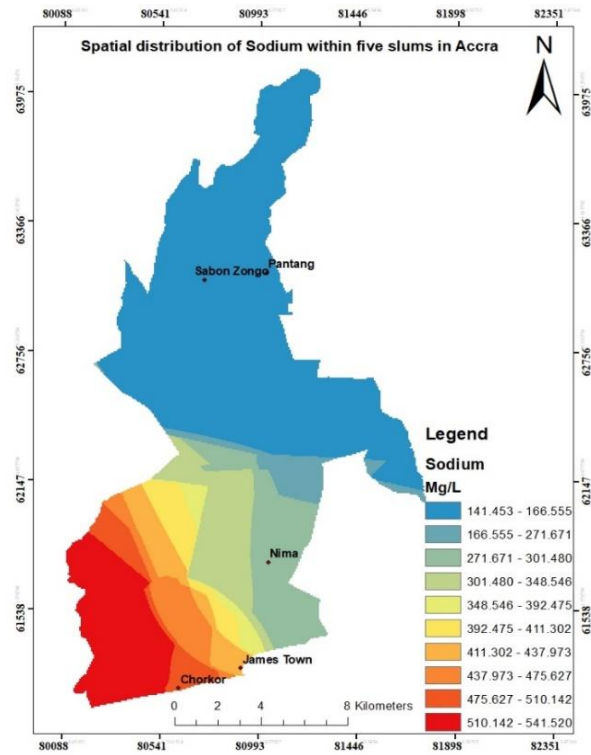 80088 80541 80993 81446 81898 82351
Spatial distribution of Sodium within five slums in Accra
N
63975 63975
63366 63366
Sabon Zongo Pantang
62756 62756
Legend
Sodium
62147 62147
Mg/L
141.453 - 166.555
166.555 - 271.671
271.671 - 301.480
Nima
301.480 - 348.546
348.546 - 392.475
61538 61538
392.475 - 411.302
411.302 - 437.973
437.973 - 475.627
James Town
475.627 - 510.142
Chorkor
510.142 - 541.520
0 2 4 8 Kilometers
80088 80541 80993 81446 81898 82351